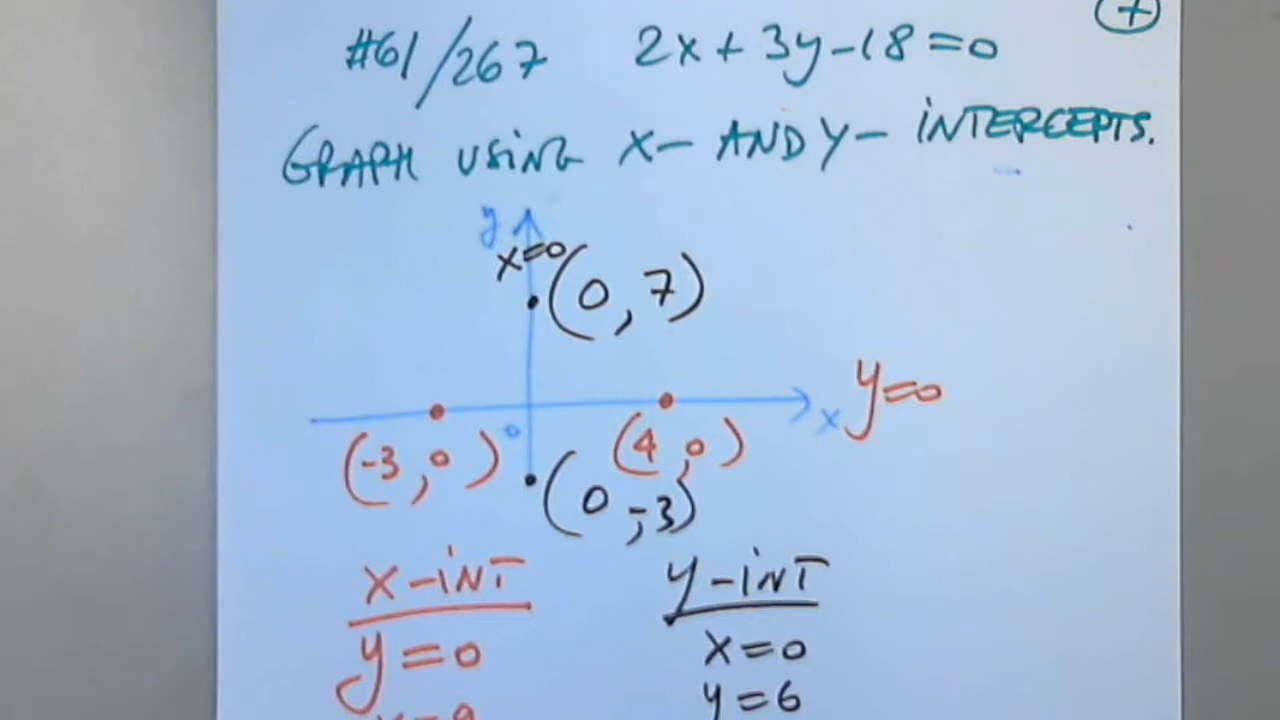 +
#61/267 2x+3y-18=0
GRAPH USING X- AND Y- INTERCEPTS.
y
x=0
(0,7)
y=0
x
0
(-3,0) (4,0)
(0,-3)
x-INT y-INT
y=0 x=0
y=6